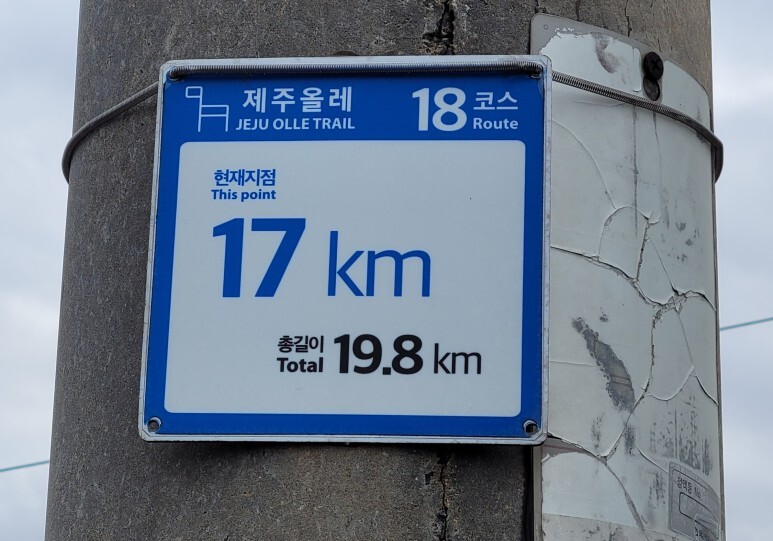 제주올레 18 코스
JEJU OLLE TRAIL Route
현재지점
This point
17 km
총길이
Total 19.8 km